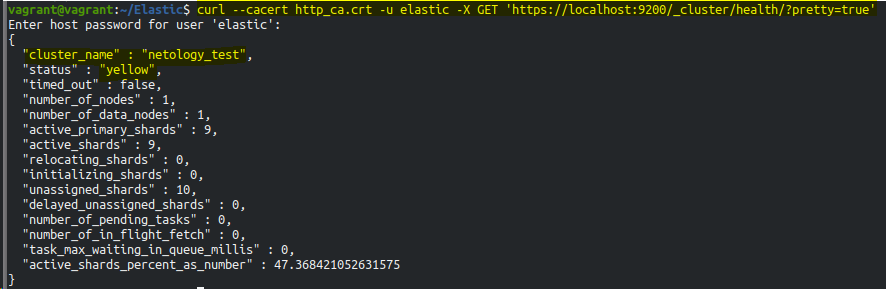 vagrant@vagrant:~/Elastic$ curl --cacert http_ca.crt -u elastic -X GET 'https://localhost:9200/_cluster/health/?pretty=true'
Enter host password for user 'elastic':
{
  "cluster_name" : "netology_test",
  "status" : "yellow",
  "timed_out" : false,
  "number_of_nodes" : 1,
  "number_of_data_nodes" : 1,
  "active_primary_shards" : 9,
  "active_shards" : 9,
  "relocating_shards" : 0,
  "initializing_shards" : 0,
  "unassigned_shards" : 10,
  "delayed_unassigned_shards" : 0,
  "number_of_pending_tasks" : 0,
  "number_of_in_flight_fetch" : 0,
  "task_max_waiting_in_queue_millis" : 0,
  "active_shards_percent_as_number" : 47.368421052631575
}